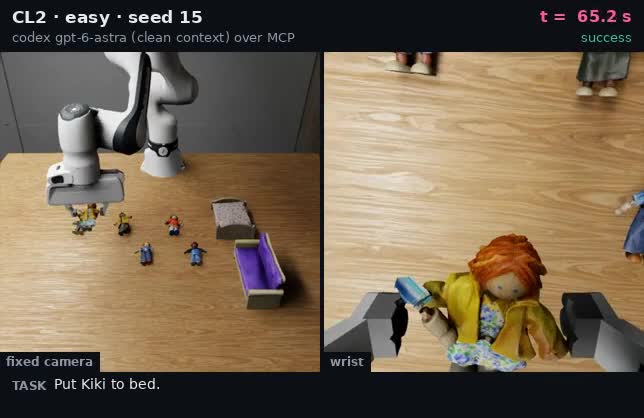 CL2 · easy · seed 15
t = 65.2 s
codex gpt-6-astra (clean context) over MCP
success
fixed camera
wrist
TASK Put Kiki to bed.